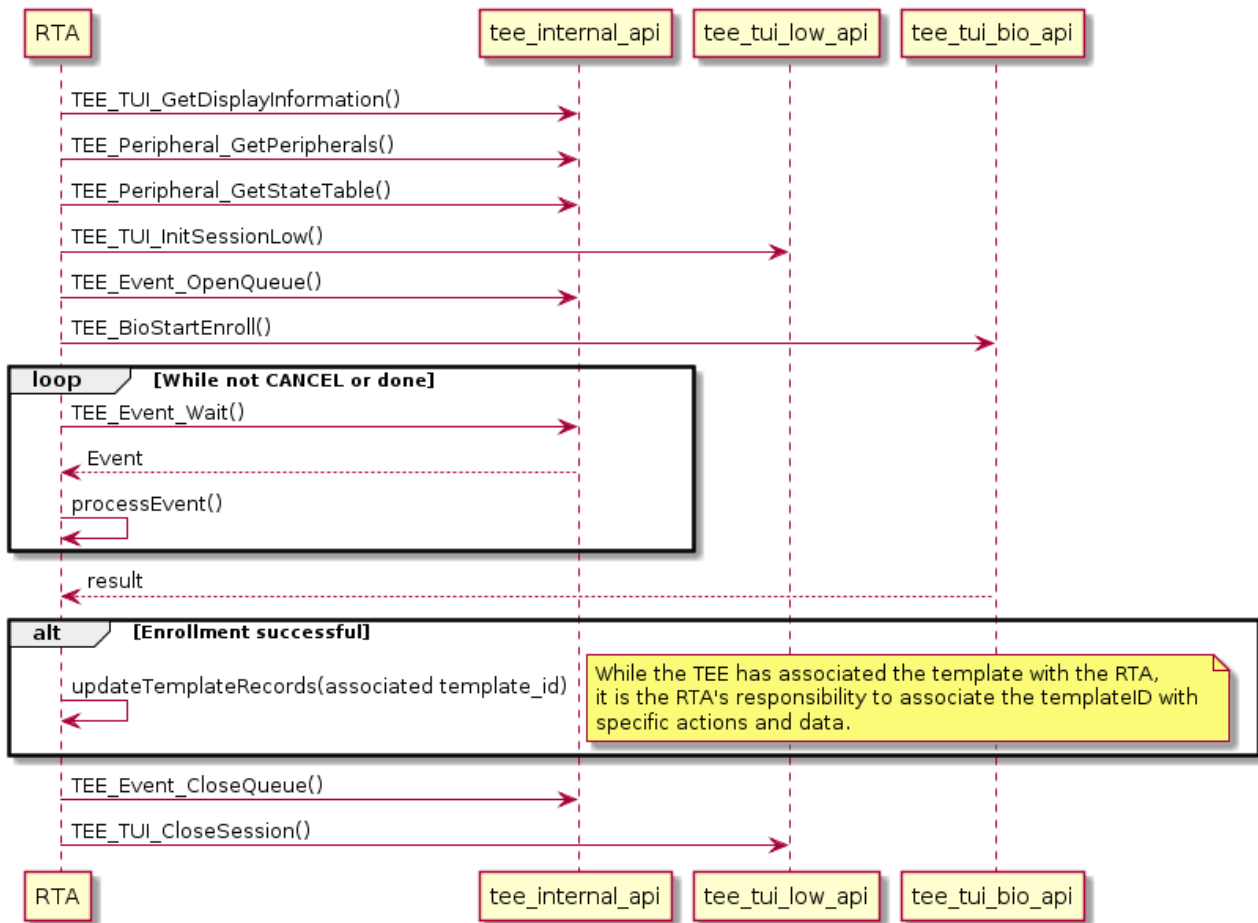 RTA
tee_internal_api
tee_tui_low_api
tee_tui_bio_api
TEE_TUI_GetDisplayInformation()
TEE_Peripheral_GetPeripherals()
TEE_Peripheral_GetStateTable()
TEE_TUI_InitSessionLow()
TEE_Event_OpenQueue()
TEE_BioStartEnroll()
loop [While not CANCEL or done]
TEE_Event_Wait()
Event
processEvent()
result
alt [Enrollment successful]
updateTemplateRecords(associated template_id)
While the TEE has associated the template with the RTA,
it is the RTA's responsibility to associate the templateID with
specific actions and data.
TEE_Event_CloseQueue()
TEE_TUI_CloseSession()
RTA
tee_internal_api
tee_tui_low_api
tee_tui_bio_api